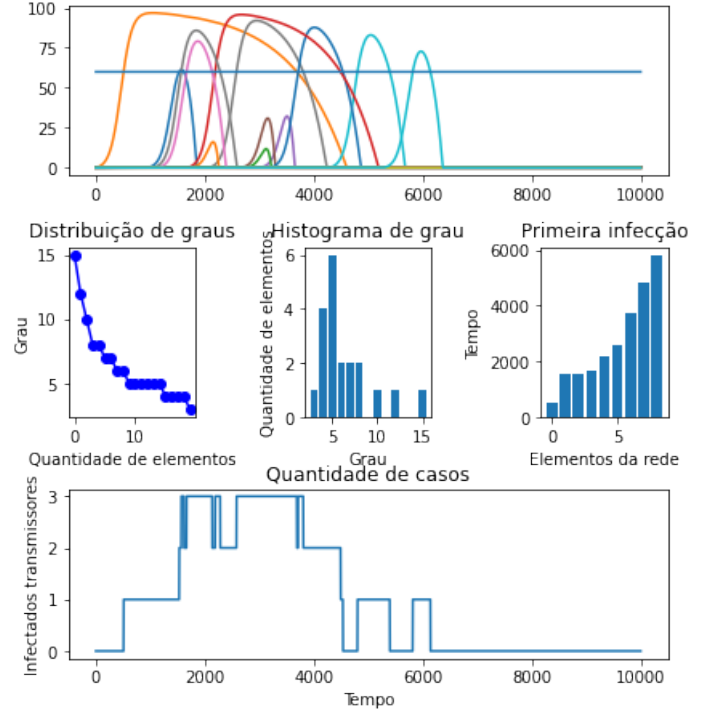 100
75
50
25
0
0 2000 4000 6000 8000 10000
Distribuição de graus
15
10
5
Grau
0 10
Quantidade de elementos
Histograma de grau
6
4
2
0
Quantidade de elementos
5 10 15
Grau
Primeira infecção
6000
4000
2000
0
Tempo
0 5
Elementos da rede
Quantidade de casos
3
2
1
0
Infectados transmissores
0 2000 4000 6000 8000 10000
Tempo